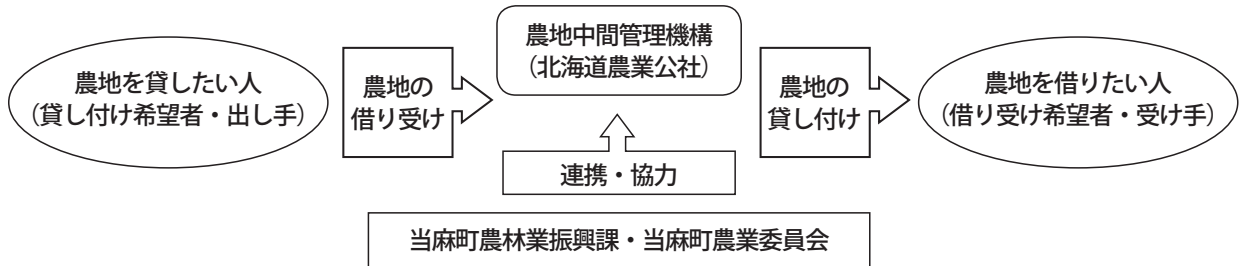 農地を貸したい人
（貸し付け希望者・出し手）
農地の
借り受け
農地中間管理機構
（北海道農業公社）
農地の
貸し付け
農地を借りたい人
（借り受け希望者・受け手）
連携・協力
当麻町農林業振興課・当麻町農業委員会